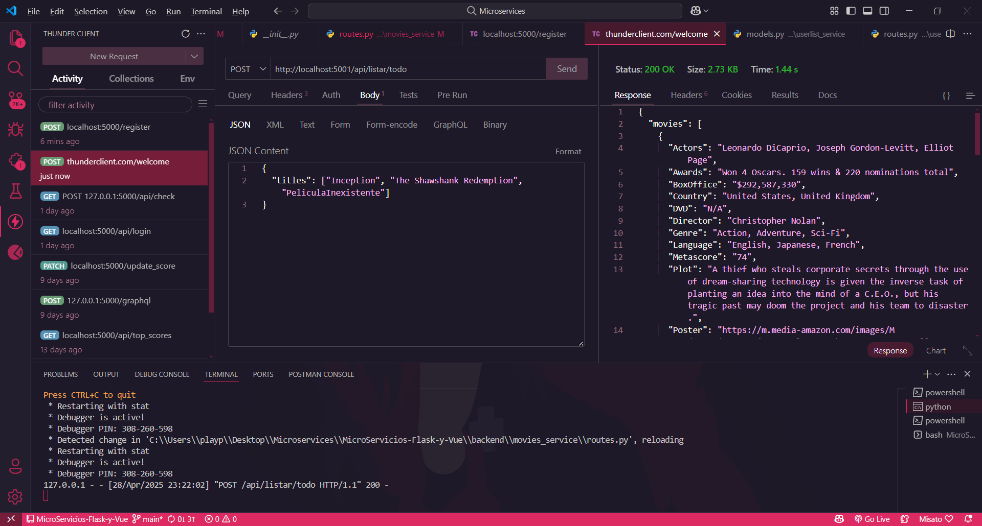 File Edit Selection View Go Run Terminal Help
Microservices
THUNDER CLIENT
M
__init__.py
routes.py ...\movies_service M
TC localhost:5000/register
TC thunderclient.com/welcome
models.py ...\userlist_service
routes.py ...\use
New Request
Activity Collections Env
filter activity
POST localhost:5000/register
6 mins ago
POST thunderclient.com/welcome
just now
GET POST 127.0.0.1:5000/api/check
1 day ago
GET localhost:5000/api/login
1 day ago
PATCH localhost:5000/update_score
9 days ago
POST 127.0.0.1:5000/graphql
9 days ago
GET localhost:5000/api/top_scores
13 days ago
POST http://localhost:5001/api/listar/todo Send
Query Headers 2 Auth Body 1 Tests Pre Run
JSON XML Text Form Form-encode GraphQL Binary
JSON Content Format
1 {
2 "titles": ["Inception", "The Shawshank Redemption",
"PeliculaInexistente"]
3 }
Status: 200 OK Size: 2.73 KB Time: 1.44 s
Response Headers 6 Cookies Results Docs
{ }
1 {
2 "movies": [
3 {
4 "Actors": "Leonardo DiCaprio, Joseph Gordon-Levitt, Elliot
Page",
5 "Awards": "Won 4 Oscars. 159 wins & 220 nominations total",
6 "BoxOffice": "$292,587,330",
7 "Country": "United States, United Kingdom",
8 "DVD": "N/A",
9 "Director": "Christopher Nolan",
10 "Genre": "Action, Adventure, Sci-Fi",
11 "Language": "English, Japanese, French",
12 "Metascore": "74",
13 "Plot": "A thief who steals corporate secrets through the use
of dream-sharing technology is given the inverse task of
planting an idea into the mind of a C.E.O., but his
tragic past may doom the project and his team to disaster
.",
14 "Poster": "https://m.media-amazon.com/images/M
Response Chart
PROBLEMS OUTPUT DEBUG CONSOLE TERMINAL PORTS POSTMAN CONSOLE
Press CTRL+C to quit
* Restarting with stat
* Debugger is active!
* Debugger PIN: 308-260-598
* Detected change in 'C:\\Users\\playp\\Desktop\\Microservices\\MicroServicios-Flask-y-Vue\\backend\\movies_service\\routes.py', reloading
* Restarting with stat
* Debugger is active!
* Debugger PIN: 308-260-598
127.0.0.1 - - [28/Apr/2025 23:22:02] "POST /api/listar/todo HTTP/1.1" 200 -
powershell
python
powershell
bash MicroS...
MicroServicios-Flask-y-Vue main* 0↓ 3↑ 0 0
Go Live
Misato